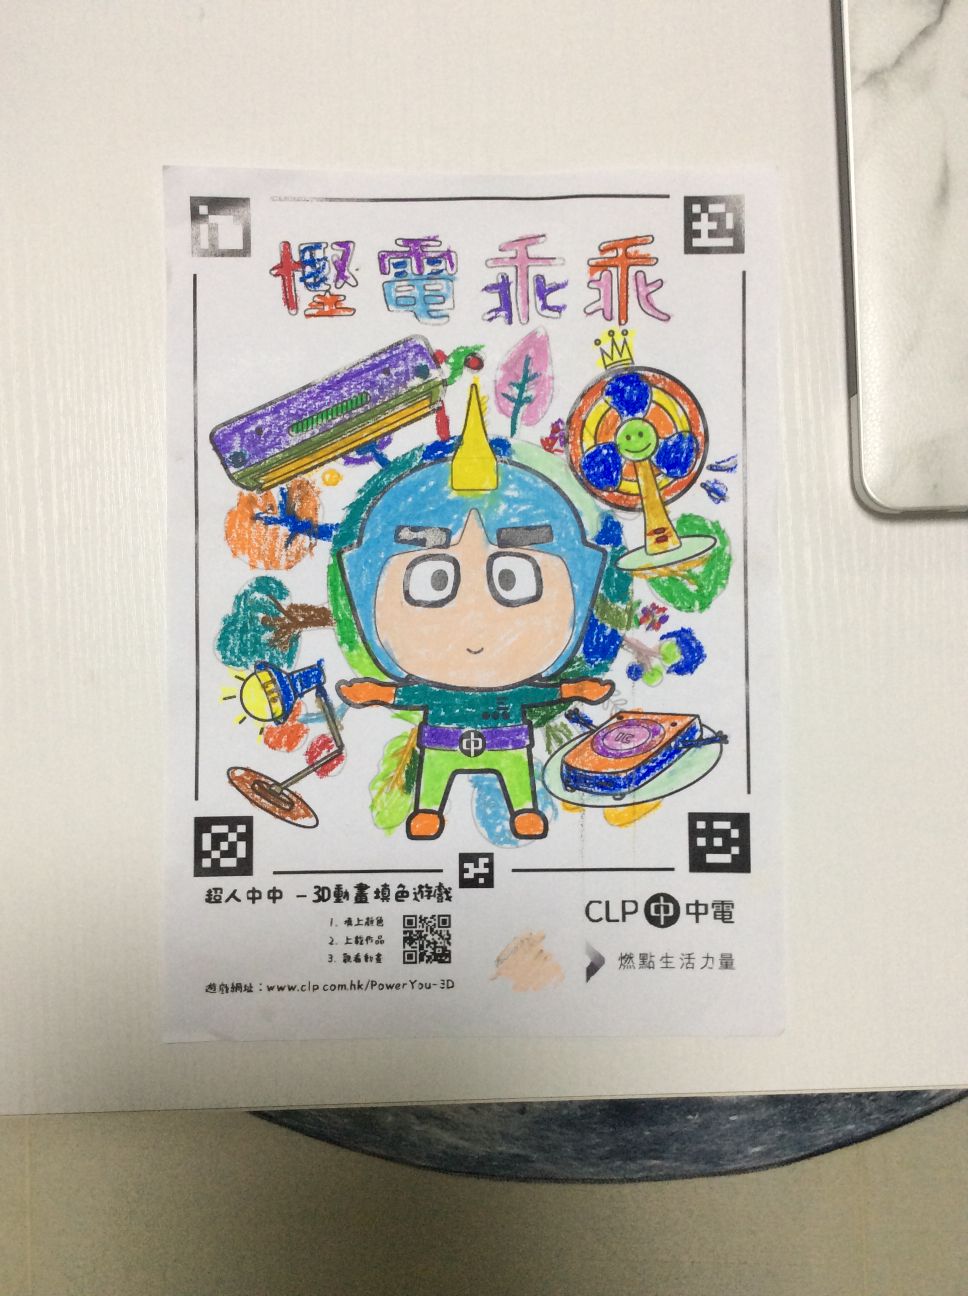 慳電乖乖
中
超人中中 - 3D動畫填色遊戲
1. 填上顏色
2. 上載作品
3. 觀看動畫
遊戲網址：www.clp.com.hk/PowerYou-3D
CLP 中 中電
燃點生活力量